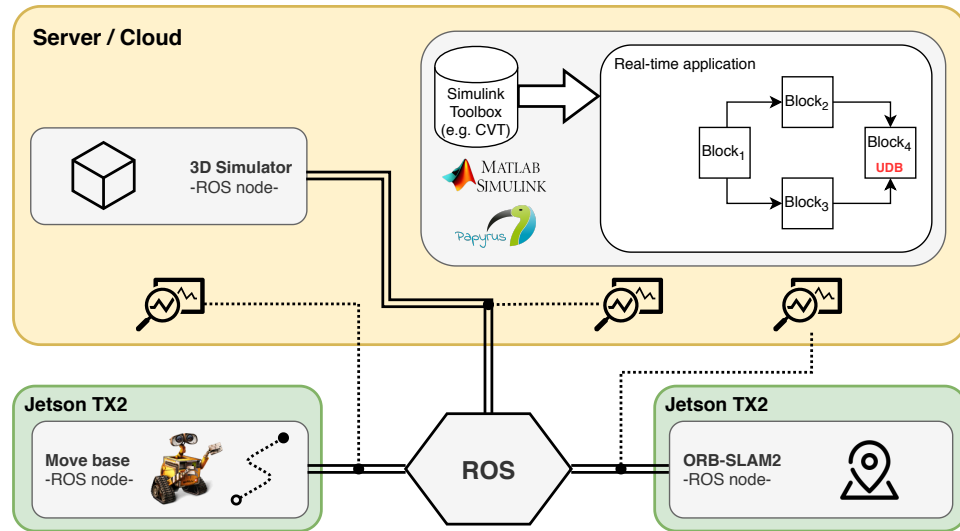 Server / Cloud
Simulink
Toolbox
(e.g. CVT)
MATLAB
SIMULINK
Papyrus
Real-time application
Block1
Block2
Block3
Block4
UDB
3D Simulator
-ROS node-
Jetson TX2
Move base
-ROS node-
ROS
Jetson TX2
ORB-SLAM2
-ROS node-